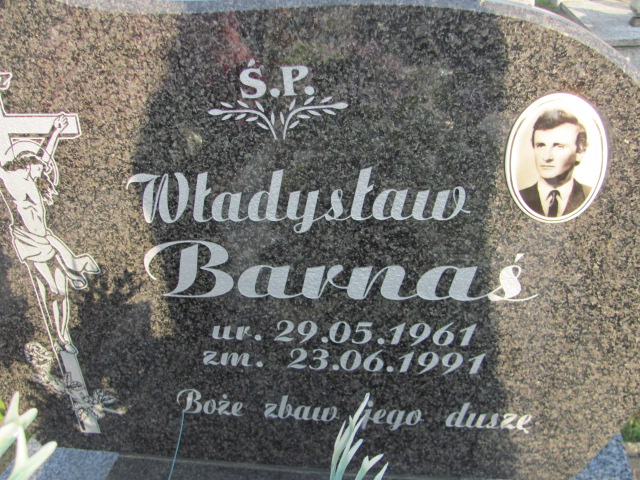 Ś.P.
Władysław
Barnaś
ur. 29.05.1961
zm. 23.06.1991
Boże zbaw jego duszę